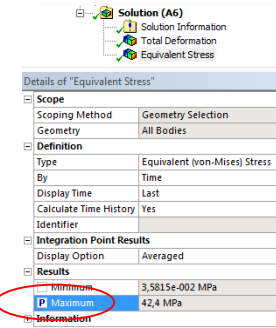 Solution (A6)
Solution Information
Total Deformation
Equivalent Stress
Details of "Equivalent Stress"
Scope
Scoping Method Geometry Selection
Geometry All Bodies
Definition
Type Equivalent (von-Mises) Stress
By Time
Display Time Last
Calculate Time History Yes
Identifier
Integration Point Results
Display Option Averaged
Results
Minimum 3,5815e-002 MPa
P Maximum 42,4 MPa
Information